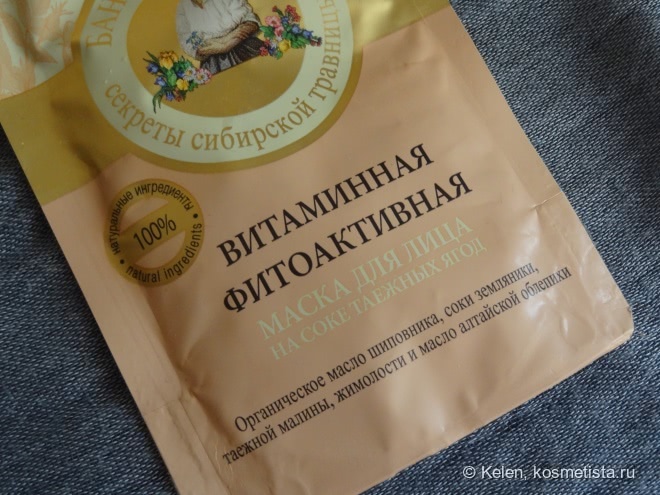 секреты сибирской травницы
натуральные ингредиенты
100%
natural ingredients
ВИТАМИННАЯ
ФИТОАКТИВНАЯ
МАСКА ДЛЯ ЛИЦА
НА СОКЕ ТАЕЖНЫХ ЯГОД
Органическое масло шиповника, соки земляники,
таежной малины, жимолости и масло алтайской облепихи
© Kelen, kosmetista.ru